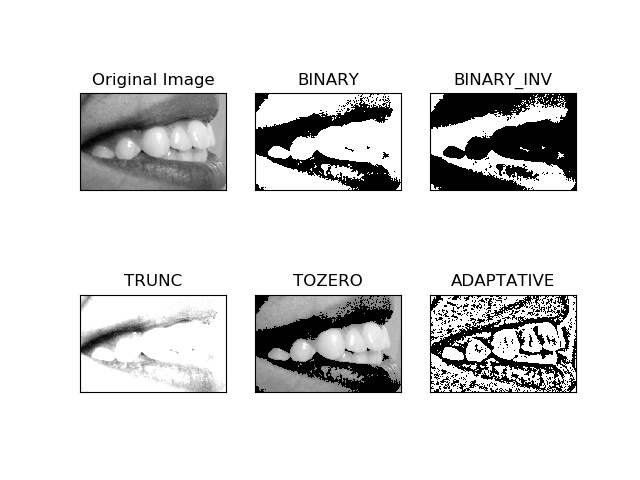 Original Image
BINARY
BINARY_INV
TRUNC
TOZERO
ADAPTATIVE